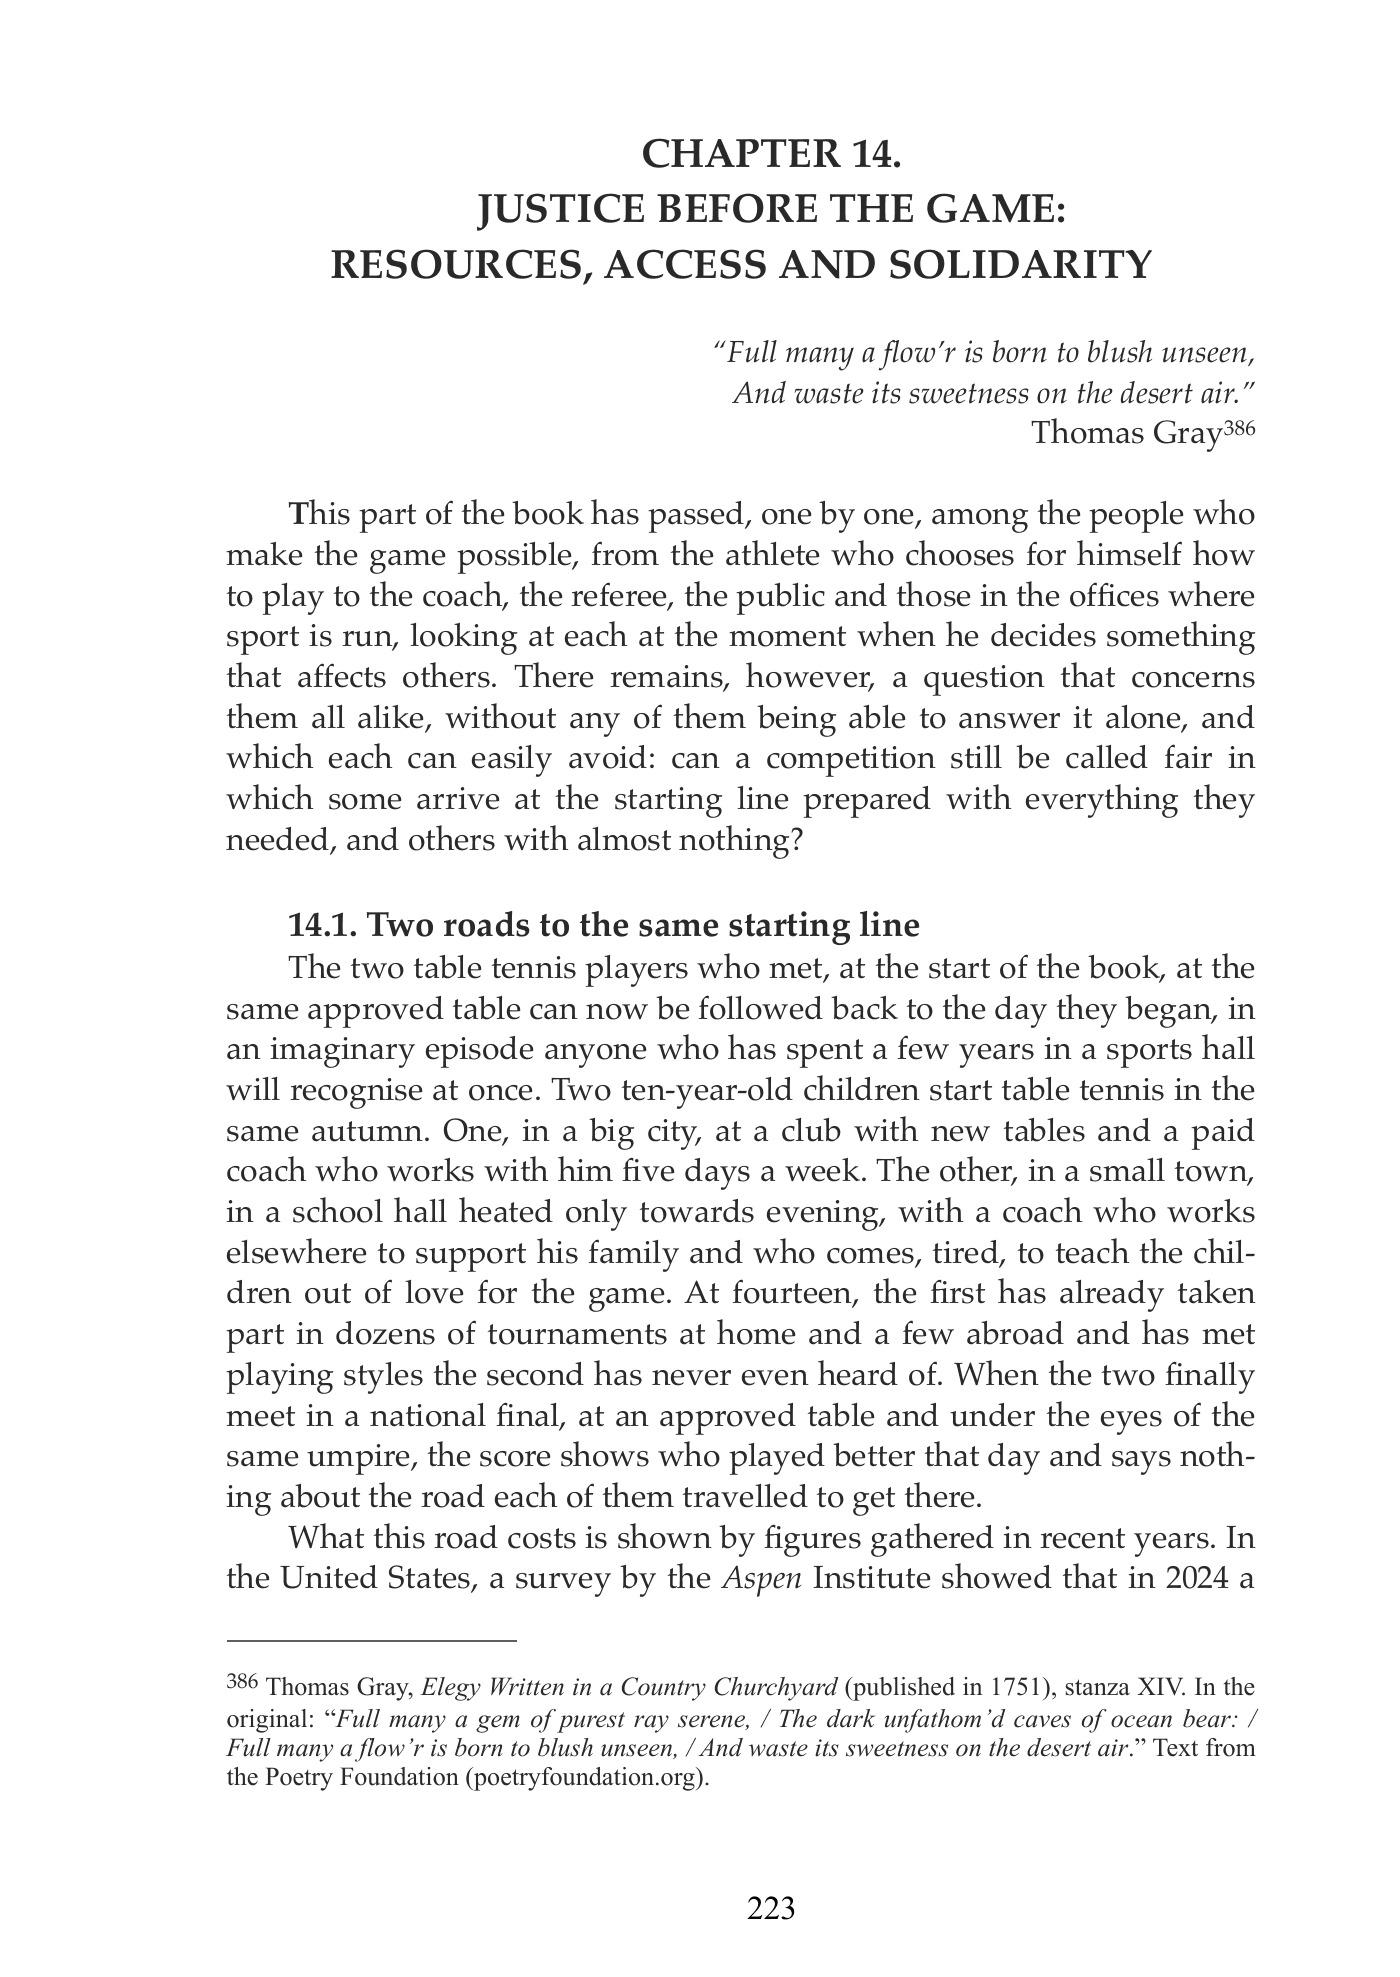 CHAPTER 14.
JUSTICE BEFORE THE GAME:
RESOURCES, ACCESS AND SOLIDARITY
“Full many a flow’r is born to blush unseen,
And waste its sweetness on the desert air.”
Thomas Gray386
This part of the book has passed, one by one, among the people who
make the game possible, from the athlete who chooses for himself how
to play to the coach, the referee, the public and those in the offices where
sport is run, looking at each at the moment when he decides something
that affects others. There remains, however, a question that concerns
them all alike, without any of them being able to answer it alone, and
which each can easily avoid: can a competition still be called fair in
which some arrive at the starting line prepared with everything they
needed, and others with almost nothing?
14.1. Two roads to the same starting line
The two table tennis players who met, at the start of the book, at the
same approved table can now be followed back to the day they began, in
an imaginary episode anyone who has spent a few years in a sports hall
will recognise at once. Two ten-year-old children start table tennis in the
same autumn. One, in a big city, at a club with new tables and a paid
coach who works with him five days a week. The other, in a small town,
in a school hall heated only towards evening, with a coach who works
elsewhere to support his family and who comes, tired, to teach the chil-
dren out of love for the game. At fourteen, the first has already taken
part in dozens of tournaments at home and a few abroad and has met
playing styles the second has never even heard of. When the two finally
meet in a national final, at an approved table and under the eyes of the
same umpire, the score shows who played better that day and says noth-
ing about the road each of them travelled to get there.
What this road costs is shown by figures gathered in recent years. In
the United States, a survey by the Aspen Institute showed that in 2024 a
386 Thomas Gray, Elegy Written in a Country Churchyard (published in 1751), stanza XIV. In the
original: “Full many a gem of purest ray serene, / The dark unfathom’d caves of ocean bear: /
Full many a flow’r is born to blush unseen, / And waste its sweetness on the desert air.” Text from
the Poetry Foundation (poetryfoundation.org).
223